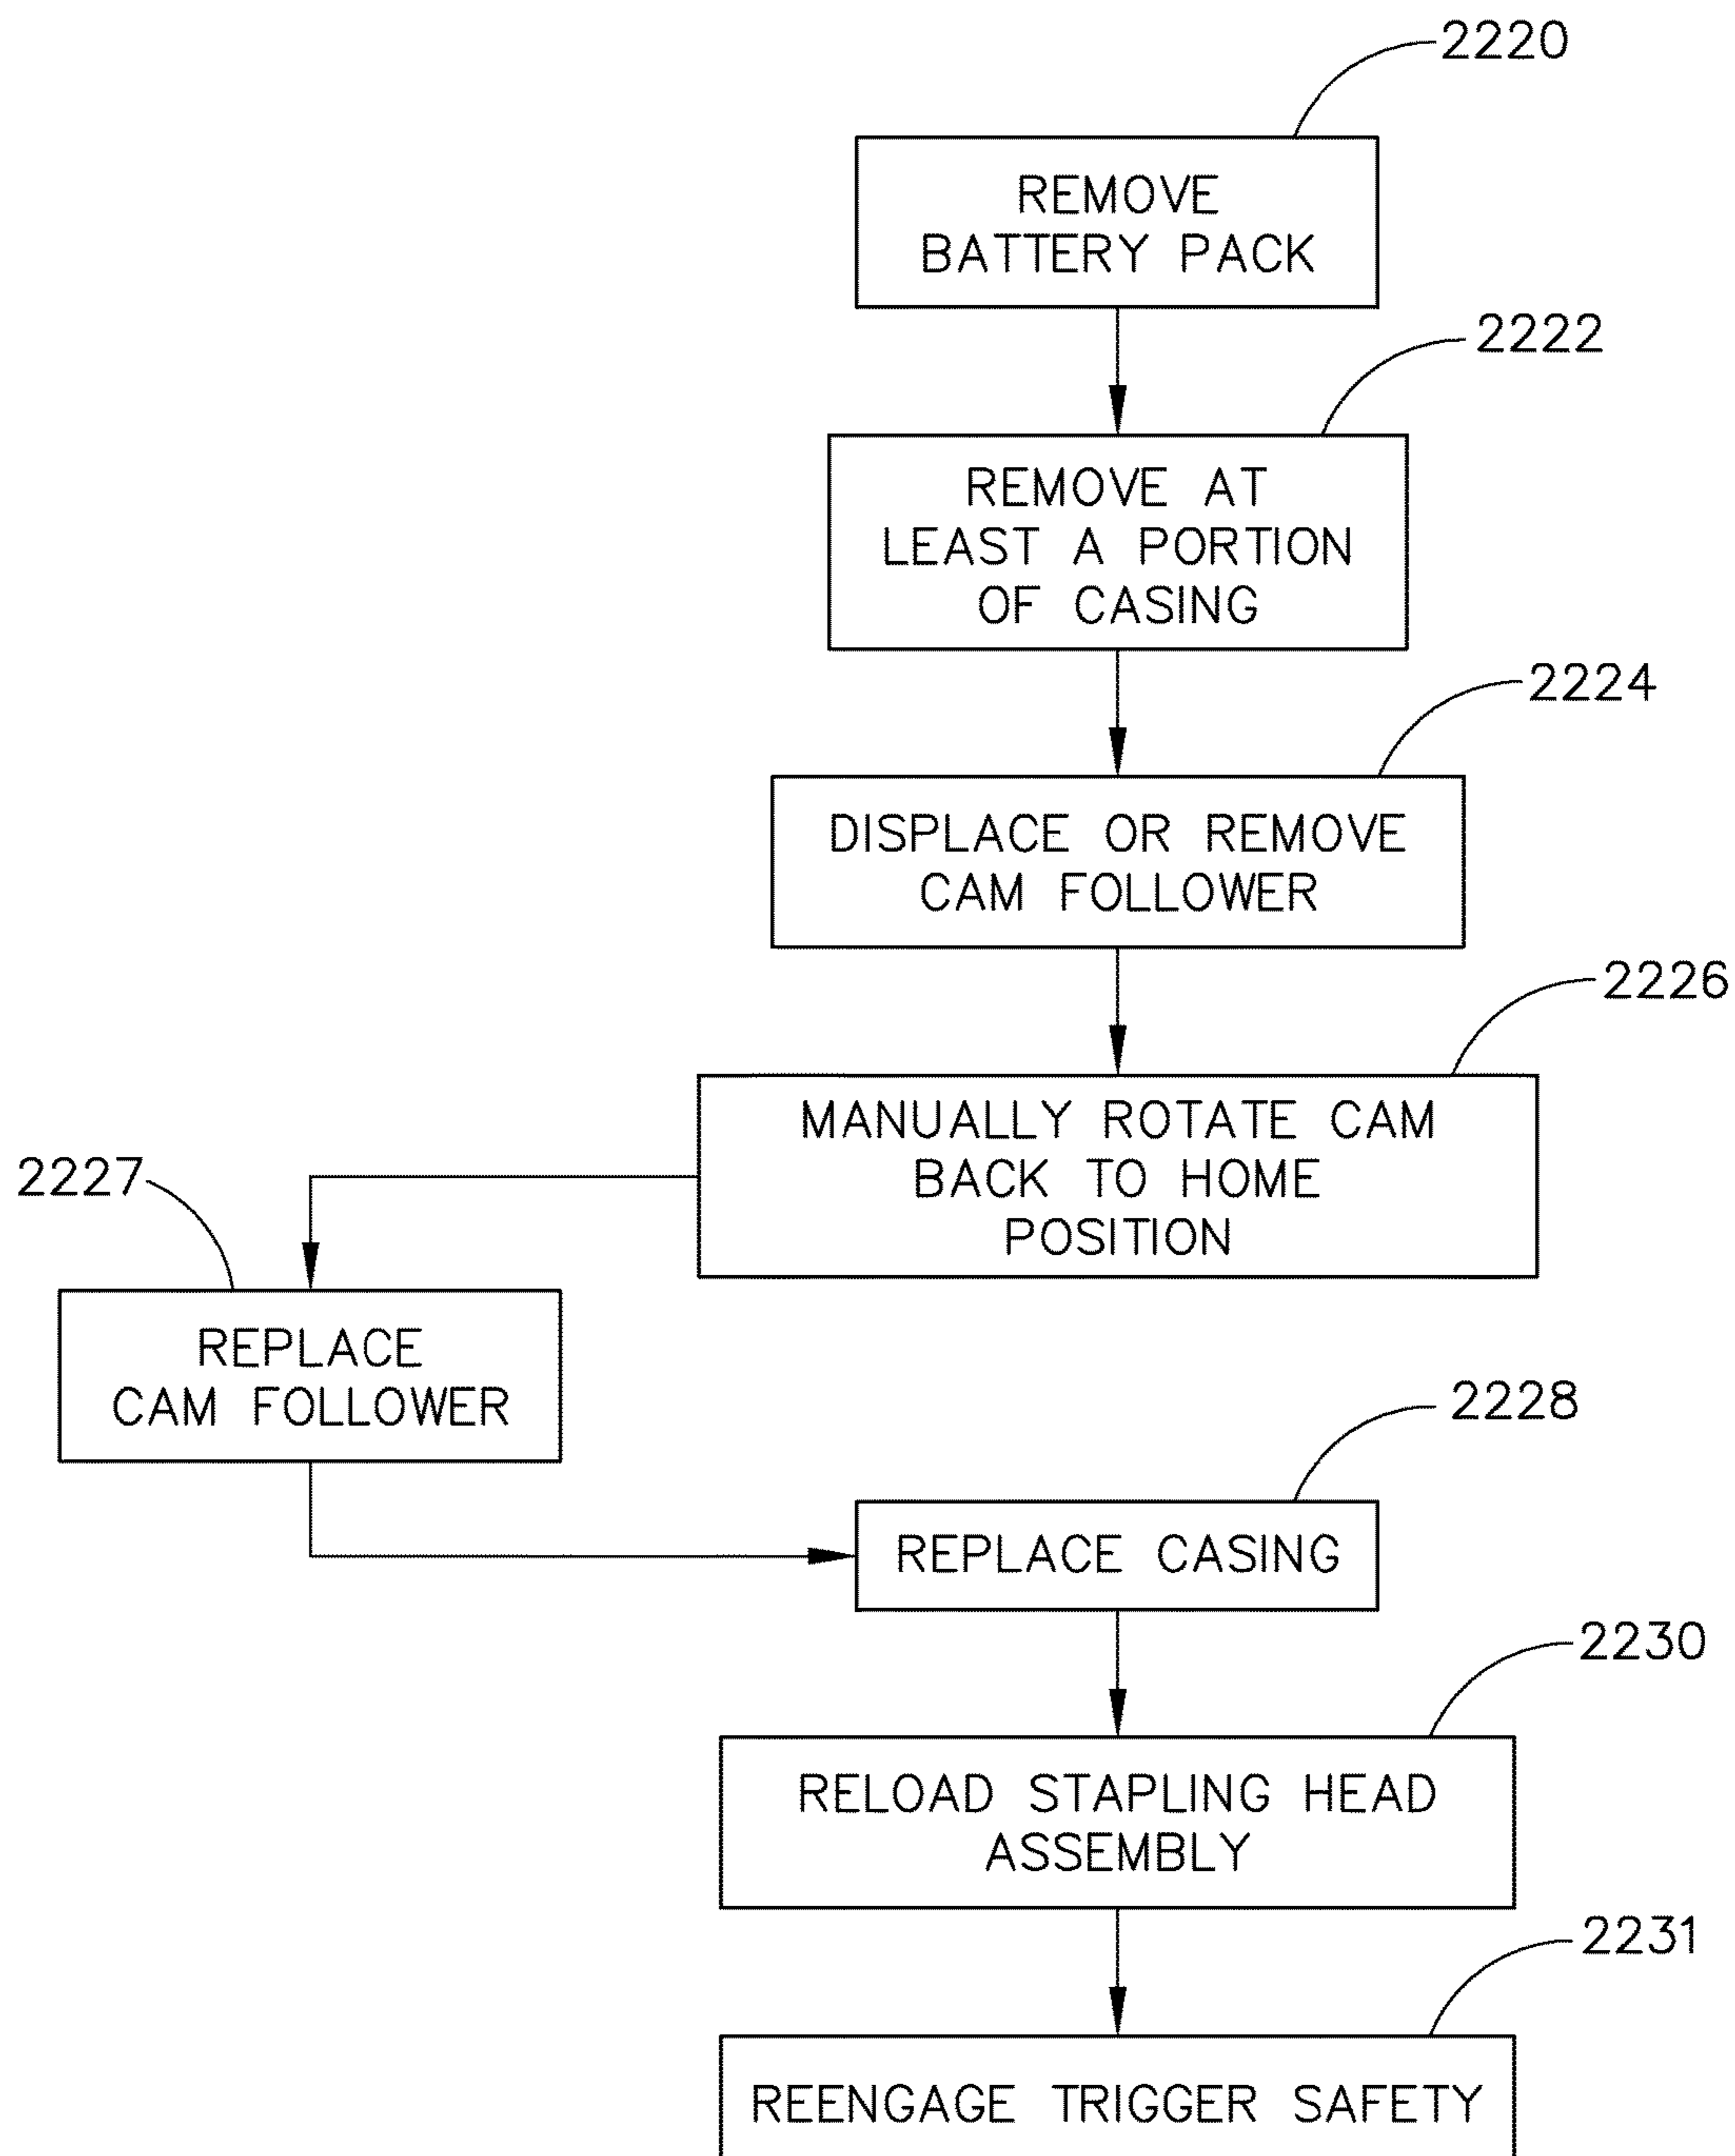 2220
REMOVE
BATTERY PACK
2222
REMOVE AT
LEAST A PORTION
OF CASING
2224
DISPLACE OR REMOVE
CAM FOLLOWER
2226
MANUALLY ROTATE CAM
BACK TO HOME
POSITION
2227
REPLACE
CAM FOLLOWER
2228
REPLACE CASING
2230
RELOAD STAPLING HEAD
ASSEMBLY
2231
REENGAGE TRIGGER SAFETY